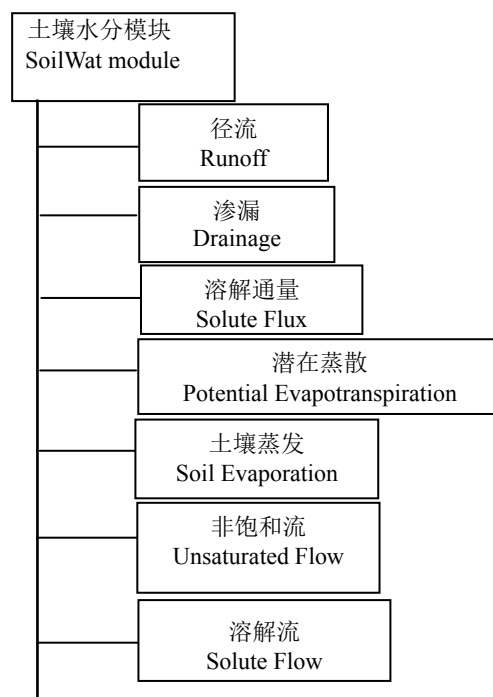 土壤水分模块
SoilWat module
径流
Runoff
渗漏
Drainage
溶解通量
Solute Flux
潜在蒸散
Potential Evapotranspiration
土壤蒸发
Soil Evaporation
非饱和流
Unsaturated Flow
溶解流
Solute Flow